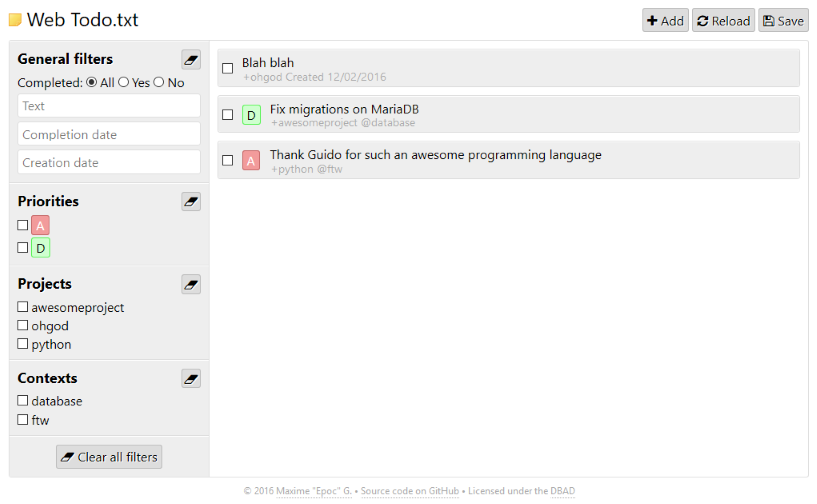 Web Todo.txt
Add Reload Save
General filters
Completed: All Yes No
Text
Completion date
Creation date
Priorities
A
D
Projects
awesomeproject
ohgod
python
Contexts
database
ftw
Clear all filters
Blah blah
+ohgod Created 12/02/2016
D Fix migrations on MariaDB
+awesomeproject @database
A Thank Guido for such an awesome programming language
+python @ftw
© 2016 Maxime "Epoc" G. • Source code on GitHub • Licensed under the DBAD